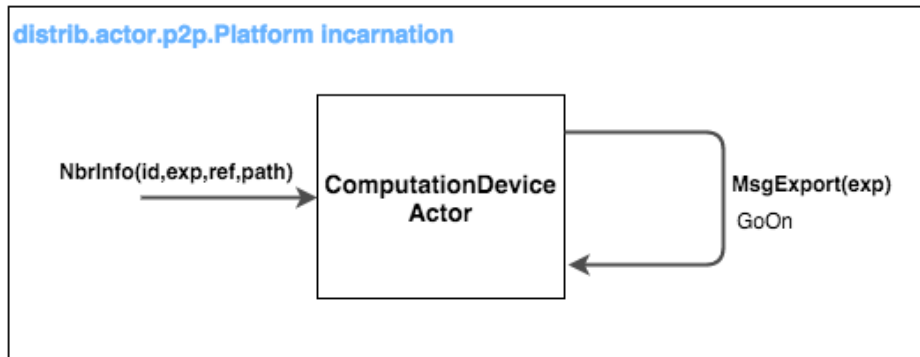 distrib.actor.p2p.Platform incarnation
NbrInfo(id,exp,ref,path)
ComputationDevice
Actor
MsgExport(exp)
GoOn